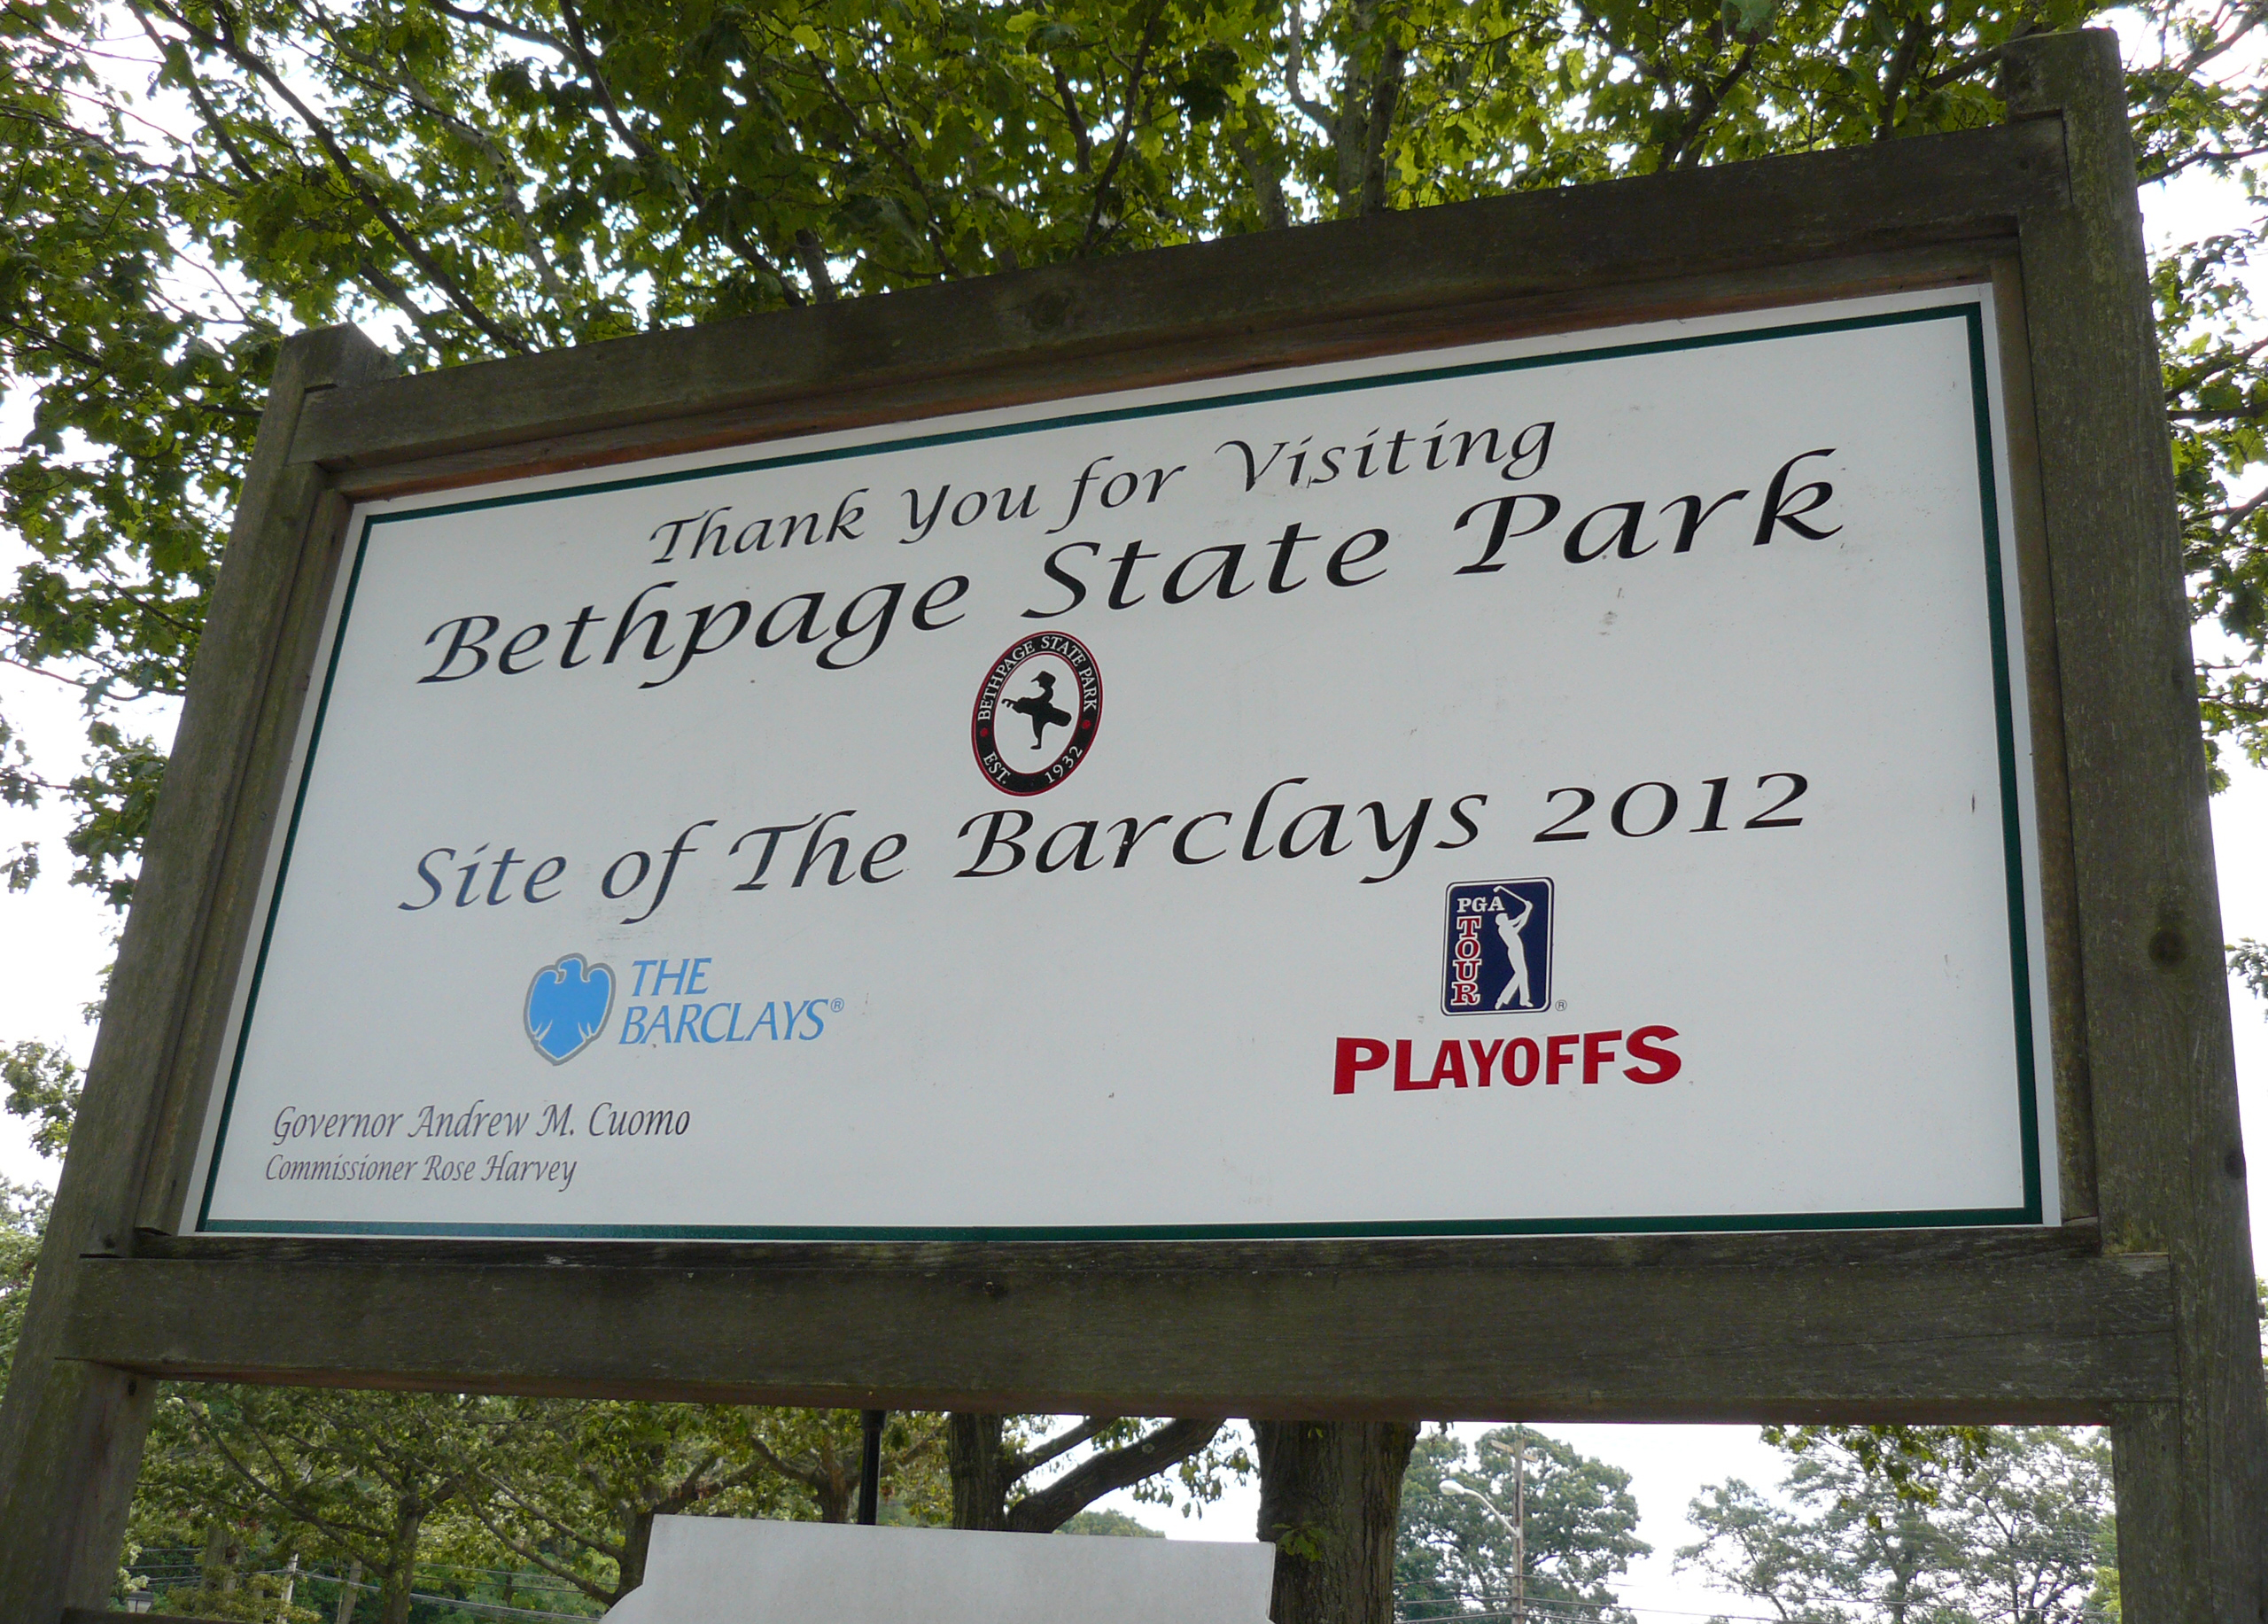 Thank You for Visiting
Bethpage State Park
BETHPAGE STATE PARK
EST. 1932
Site of The Barclays 2012
THE
BARCLAYS®
PGA
TOUR
®
PLAYOFFS
Governor Andrew M. Cuomo
Commissioner Rose Harvey